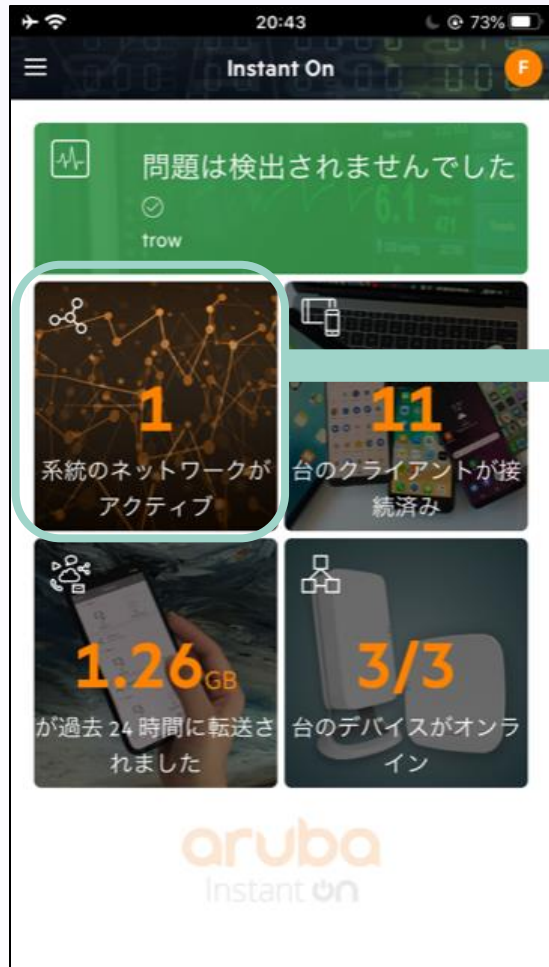 20:43
73%
Instant On
F
問題は検出されませんでした
trow
1
系統のネットワークが
アクティブ
11
台のクライアントが接
続済み
1.26GB
が過去 24 時間に転送さ
れました
3/3
台のデバイスがオンラ
イン
aruba
Instant On